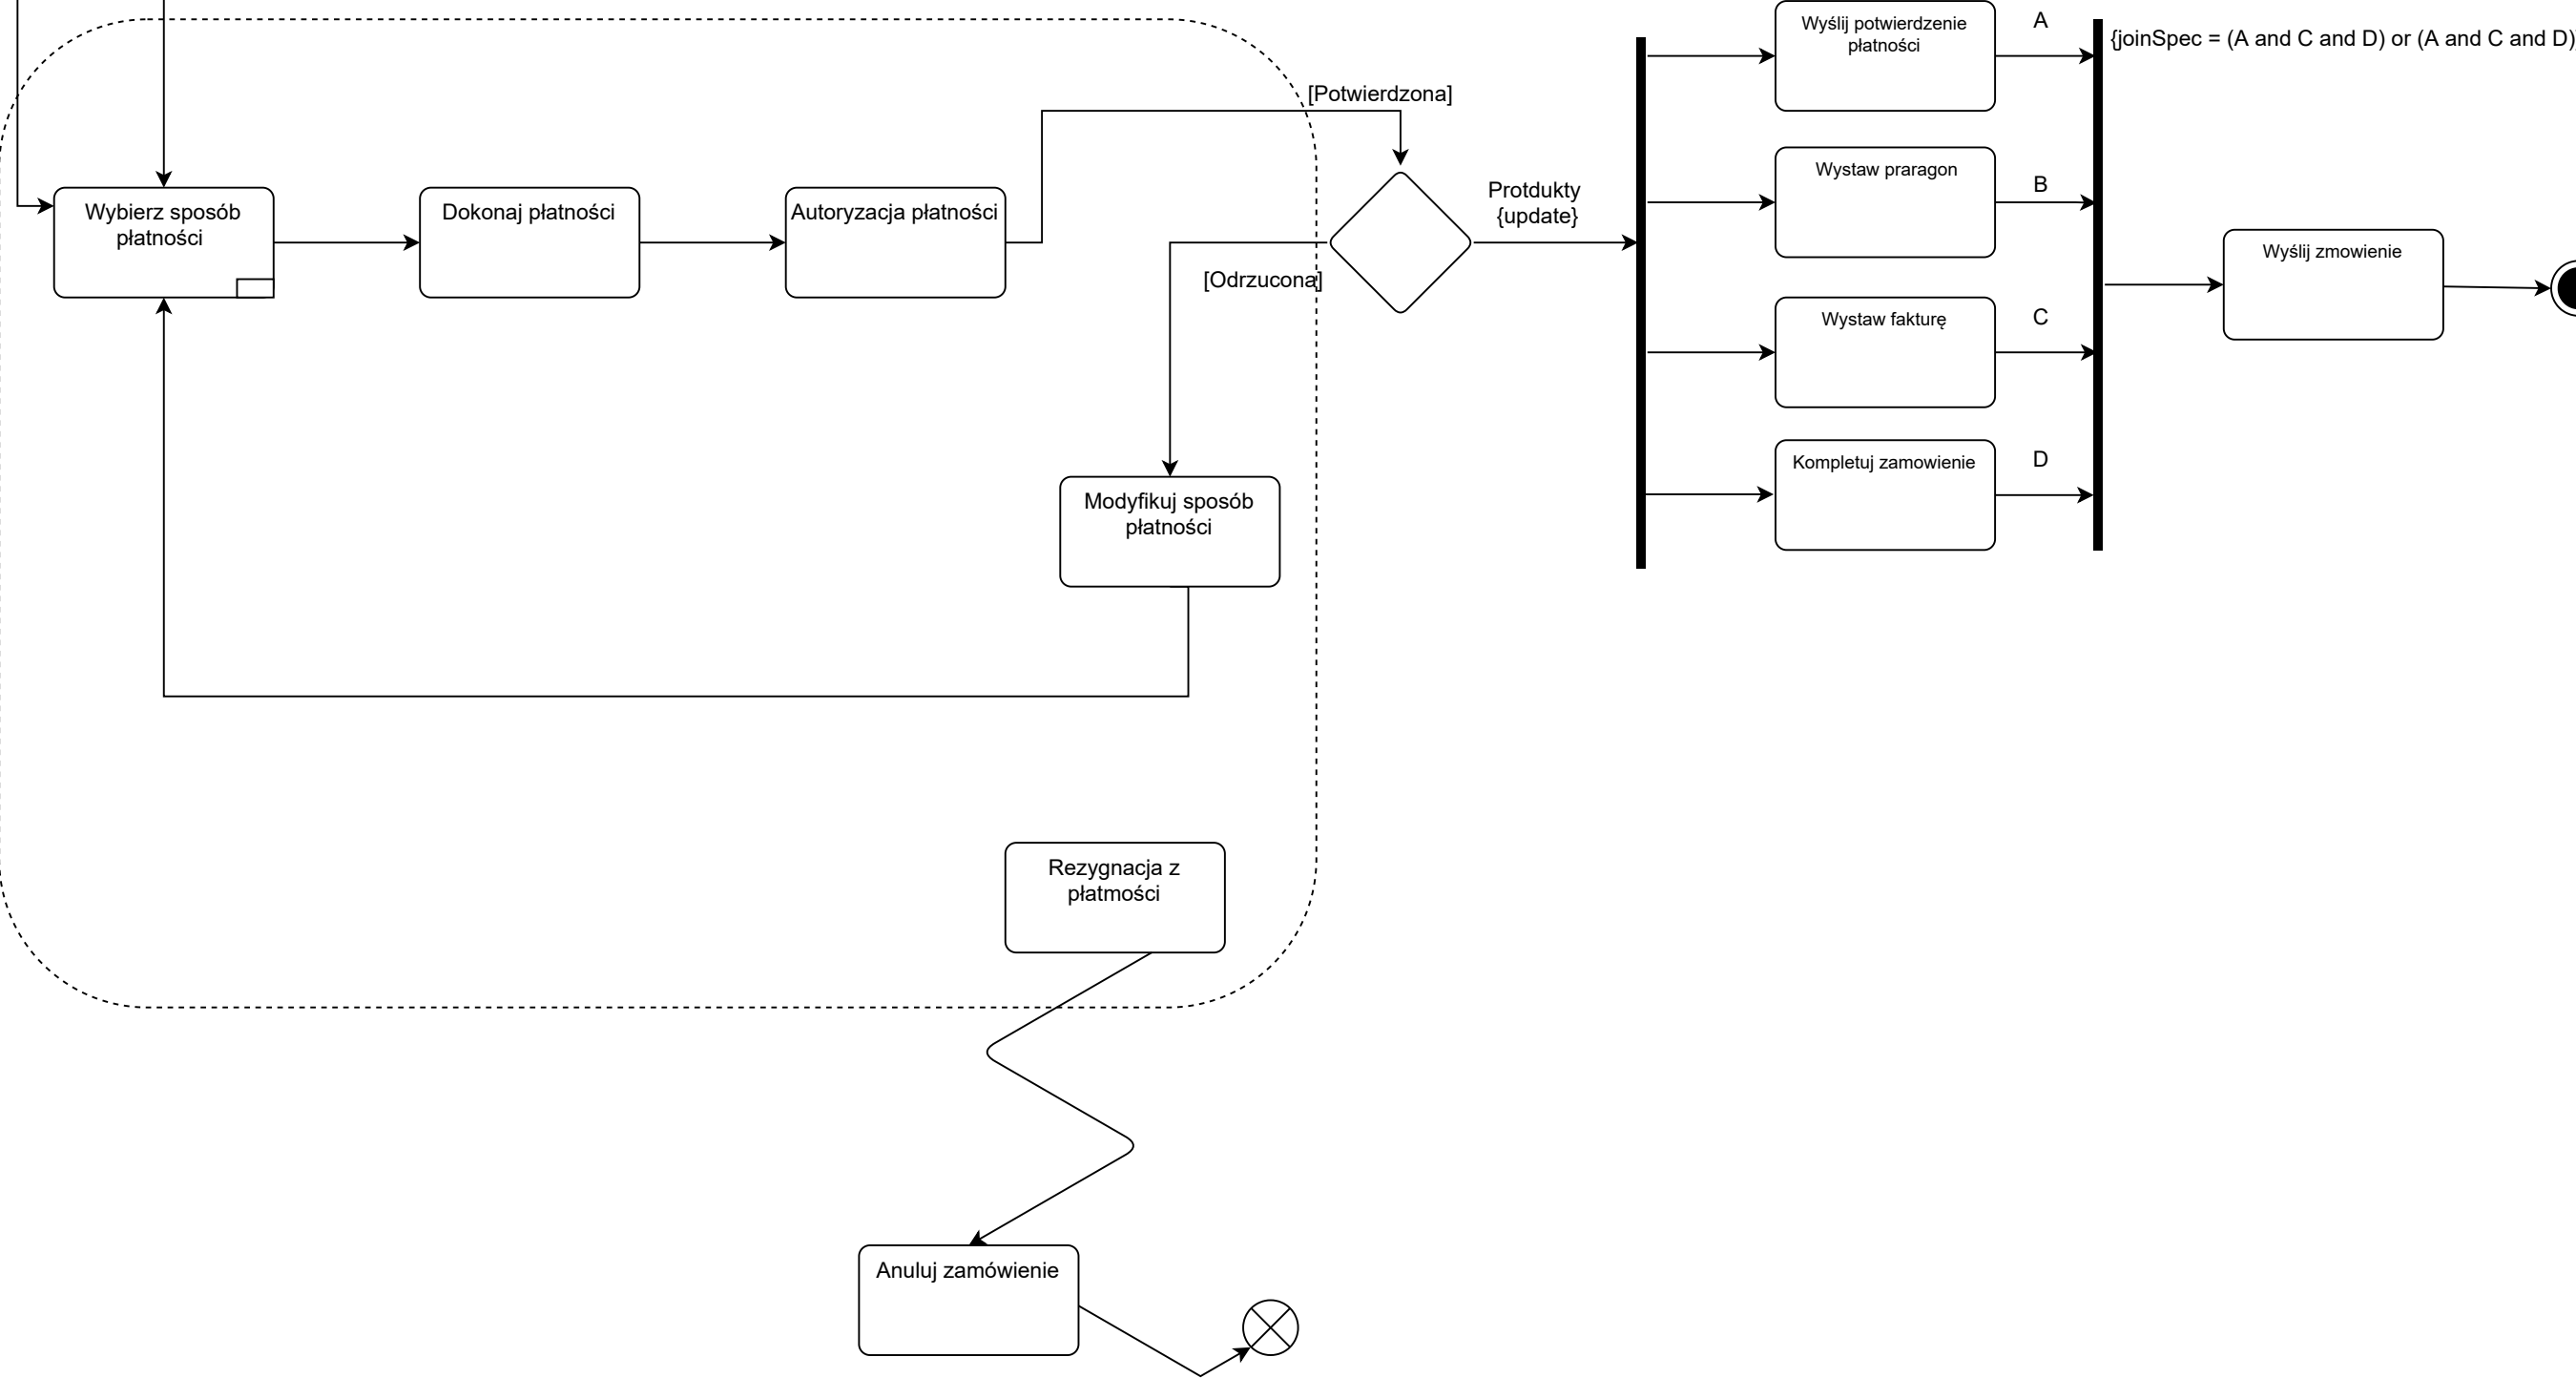 Wyślij potwierdzenie
płatności
A
{joinSpec = (A and C and D) or (A and C and D)
[Potwierdzona]
Wystaw praragon
B
Protdukty
{update}
Wybierz sposób
płatności
Dokonaj płatności
Autoryzacja płatności
[Odrzucona]
Wyślij zmowienie
Wystaw fakturę
C
Kompletuj zamowienie
D
Modyfikuj sposób
płatności
Rezygnacja z
płatmości
Anuluj zamówienie